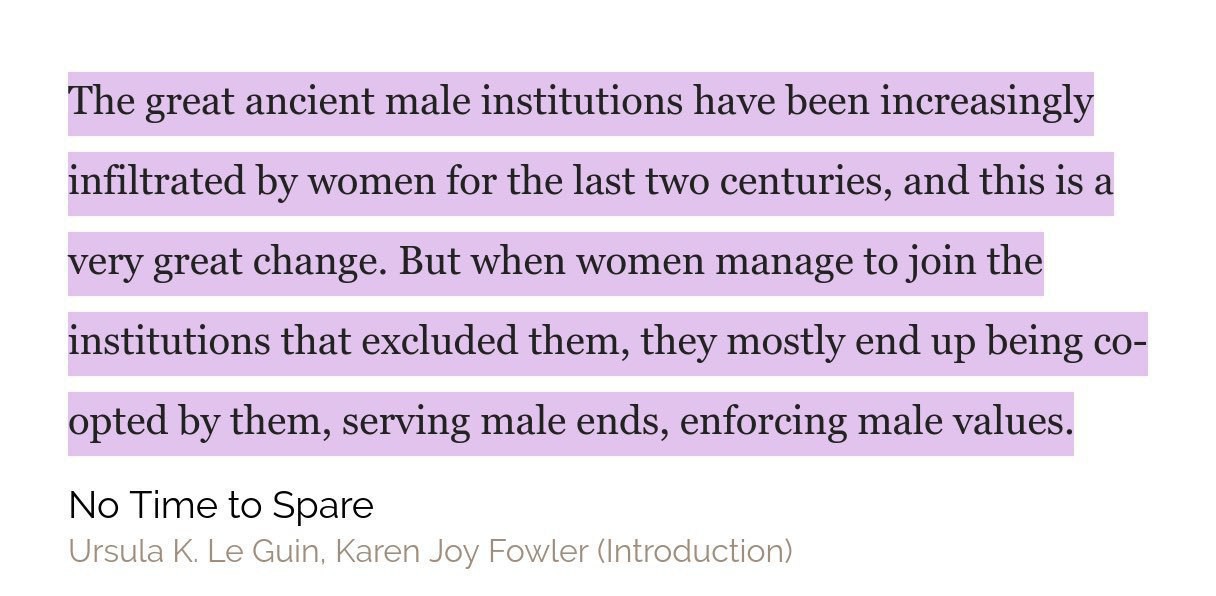 The great ancient male institutions have been increasingly
infiltrated by women for the last two centuries, and this is a
very great change. But when women manage to join the
institutions that excluded them, they mostly end up being co-
opted by them, serving male ends, enforcing male values.
No Time to Spare
Ursula K. Le Guin, Karen Joy Fowler (Introduction)